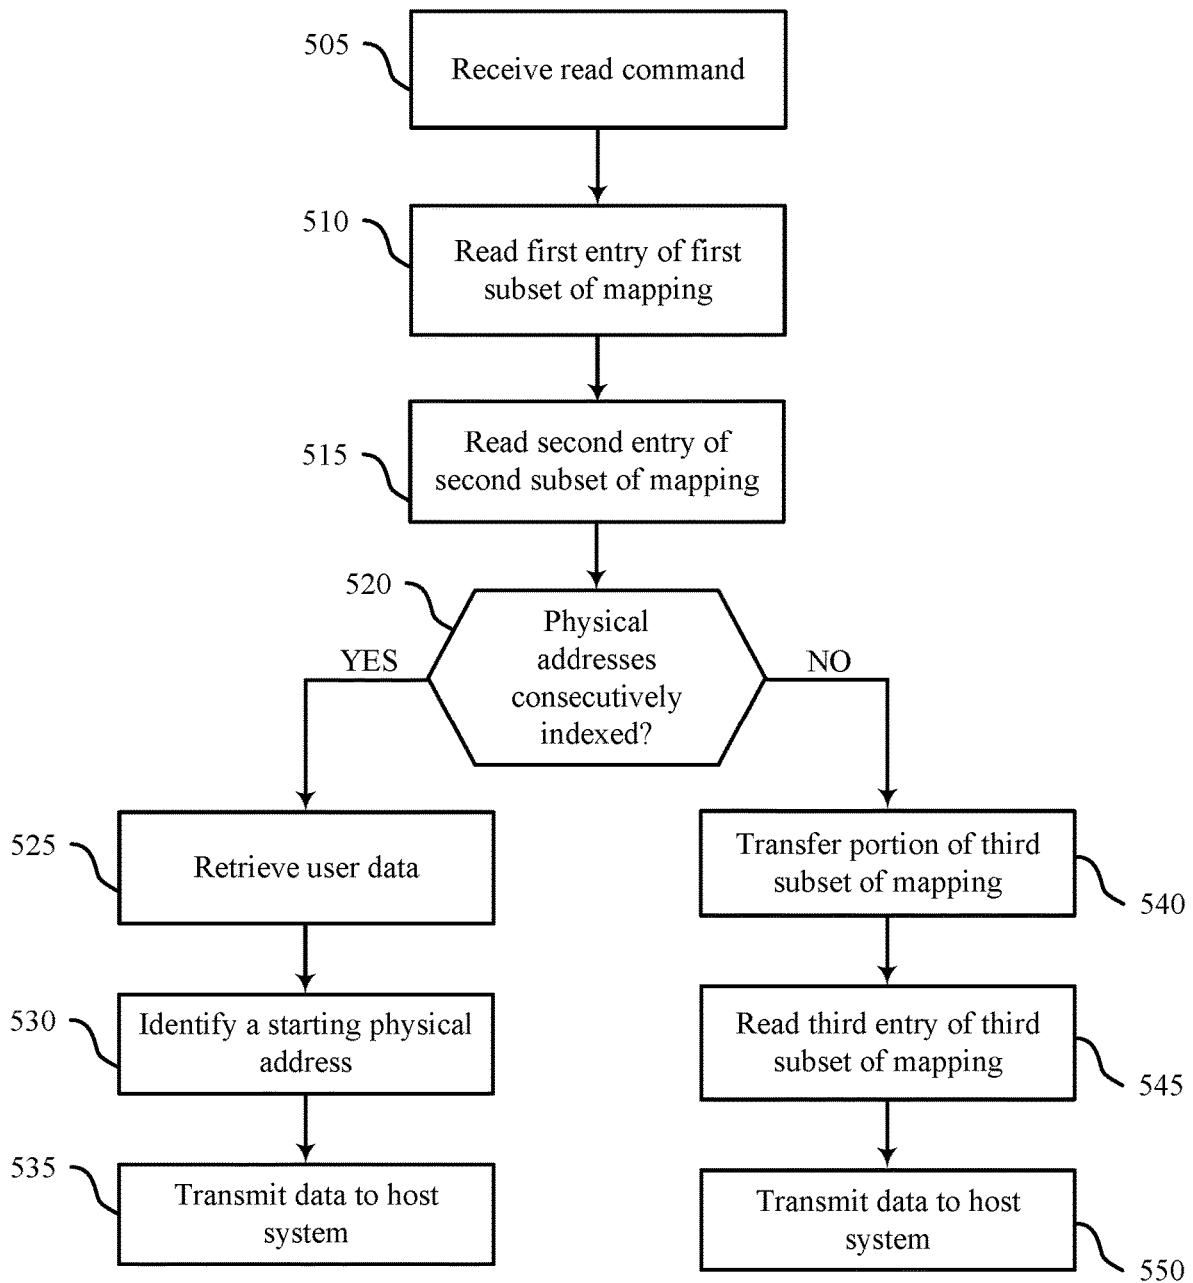 505
Receive read command
510
Read first entry of first
subset of mapping
515
Read second entry of
second subset of mapping
520
Physical
addresses
consecutively
indexed?
YES
NO
525
Retrieve user data
530
Identify a starting physical
address
535
Transmit data to host
system
Transfer portion of third
subset of mapping
540
Read third entry of third
subset of mapping
545
Transmit data to host
system
550